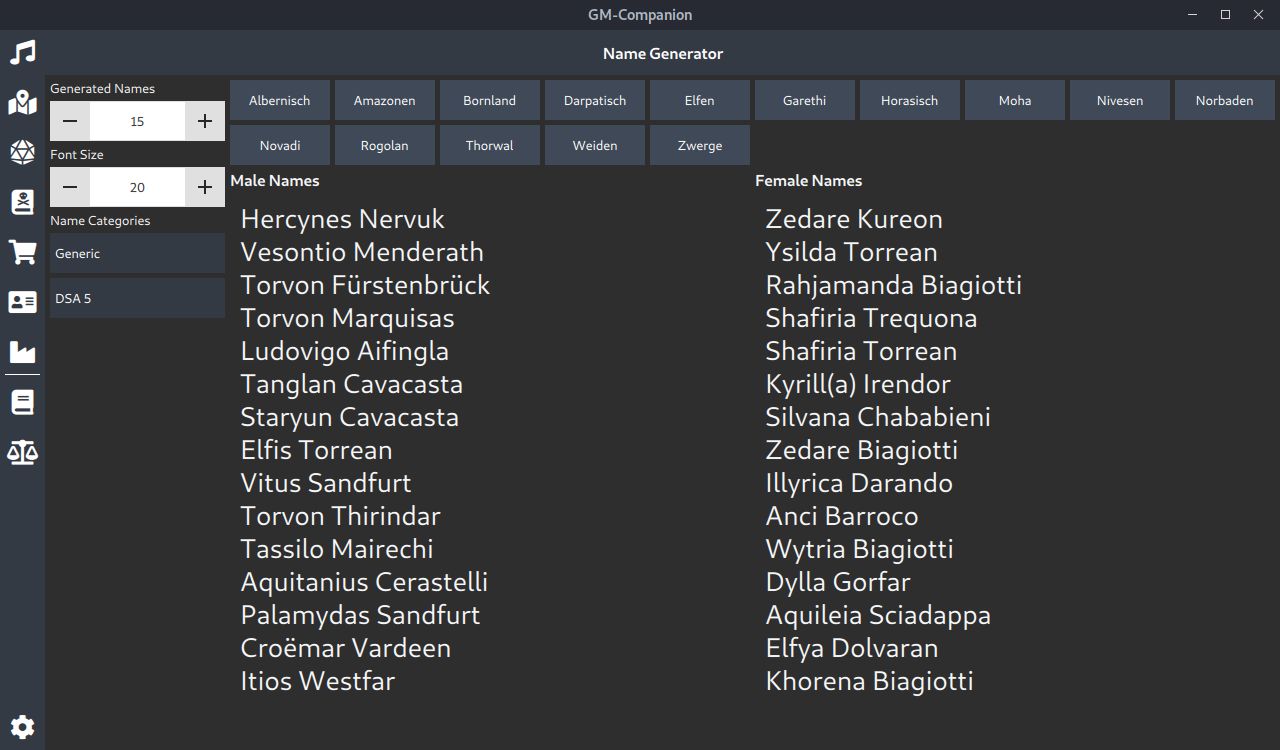 GM-Companion
Name Generator
Generated Names
15
Font Size
20
Name Categories
Generic
DSA 5
Albernisch Amazonen Bornland Darpatisch Elfen Garethi Horasisch Moha Nivesen Norbaden
Novadi Rogolan Thorwal Weiden Zwerge
Male Names
Hercynes Nervuk
Vesontio Menderath
Torvon Fürstenbrück
Torvon Marquisas
Ludovigo Aifingla
Tanglan Cavacasta
Staryun Cavacasta
Elfis Torrean
Vitus Sandfurt
Torvon Thirindar
Tassilo Mairechi
Aquitanius Cerastelli
Palamydas Sandfurt
Croëmar Vardeen
Itios Westfar
Female Names
Zedare Kureon
Ysilda Torrean
Rahjamanda Biagiotti
Shafiria Trequona
Shafiria Torrean
Kyrill(a) Irendor
Silvana Chababieni
Zedare Biagiotti
Illyrica Darando
Anci Barroco
Wytria Biagiotti
Dylla Gorfar
Aquileia Sciadappa
Elfya Dolvaran
Khorena Biagiotti